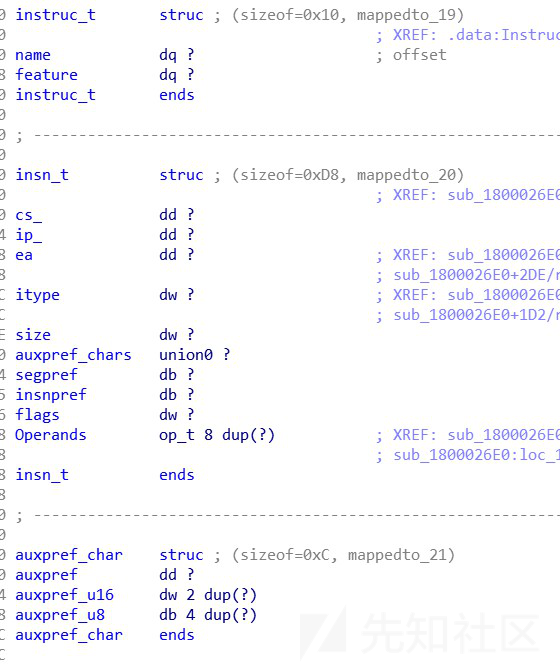 0 instruc_t struc ; (sizeof=0x10, mappedto_19)
0 ; XREF: .data:Instruc
0 name dq ? ; offset
8 feature dq ?
0 instruc_t ends
0
0 ; ----------------------------------------------------------------
0
0 insn_t struc ; (sizeof=0xD8, mappedto_20)
0 ; XREF: sub_1800026E0
0 cs_ dd ?
4 ip_ dd ?
8 ea dd ? ; XREF: sub_1800026E0
8 ; sub_1800026E0+2DE/r
C itype dw ? ; XREF: sub_1800026E0
C ; sub_1800026E0+1D2/r
E size dw ?
0 auxpref_chars union0 ?
4 segpref db ?
5 insnpref db ?
6 flags dw ?
8 Operands op_t 8 dup(?) ; XREF: sub_1800026E0
8 ; sub_1800026E0:loc_1
8 insn_t ends
8
0 ; ----------------------------------------------------------------
0
0 auxpref_char struc ; (sizeof=0xC, mappedto_21)
0 auxpref dd ?
4 auxpref_u16 dw 2 dup(?)
8 auxpref_u8 db 4 dup(?)
C auxpref_char ends
先知社区